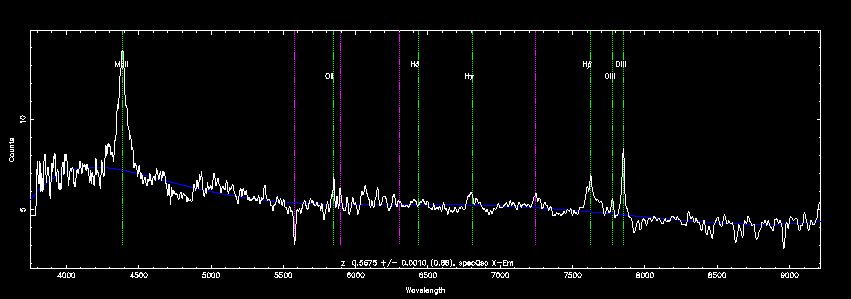 MgII
OII
Hδ
Hγ
Hβ
OIII
OIII
Counts
10
5
4000 4500 5000 5500 6000 6500 7000 7500 8000 8500 9000
z 0.5675 +/- 0.0010, (0.88), specQso X-Em
Wavelength